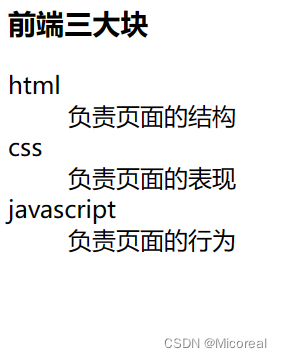 前端三大块
html
负责页面的结构
css
负责页面的表现
javascript
负责页面的行为
CSDN @Micoreal